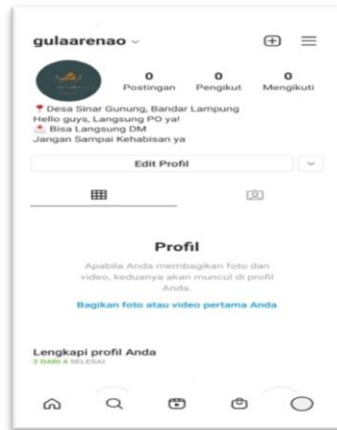 gulaarenao
0 0 0
Postingan Pengikut Mengikuti
Desa Sinar Gunung, Bandar Lampung
Hello guys, Langsung PO ya!
Bisa Langsung DM
Jangan Sampai Kehabisan ya
Edit Profil
Profil
Apabila Anda membagikan foto dan
video, keduanya akan muncul di profil
Anda.
Bagikan foto atau video pertama Anda
Lengkapi profil Anda
2 DARI 4 SELESAI